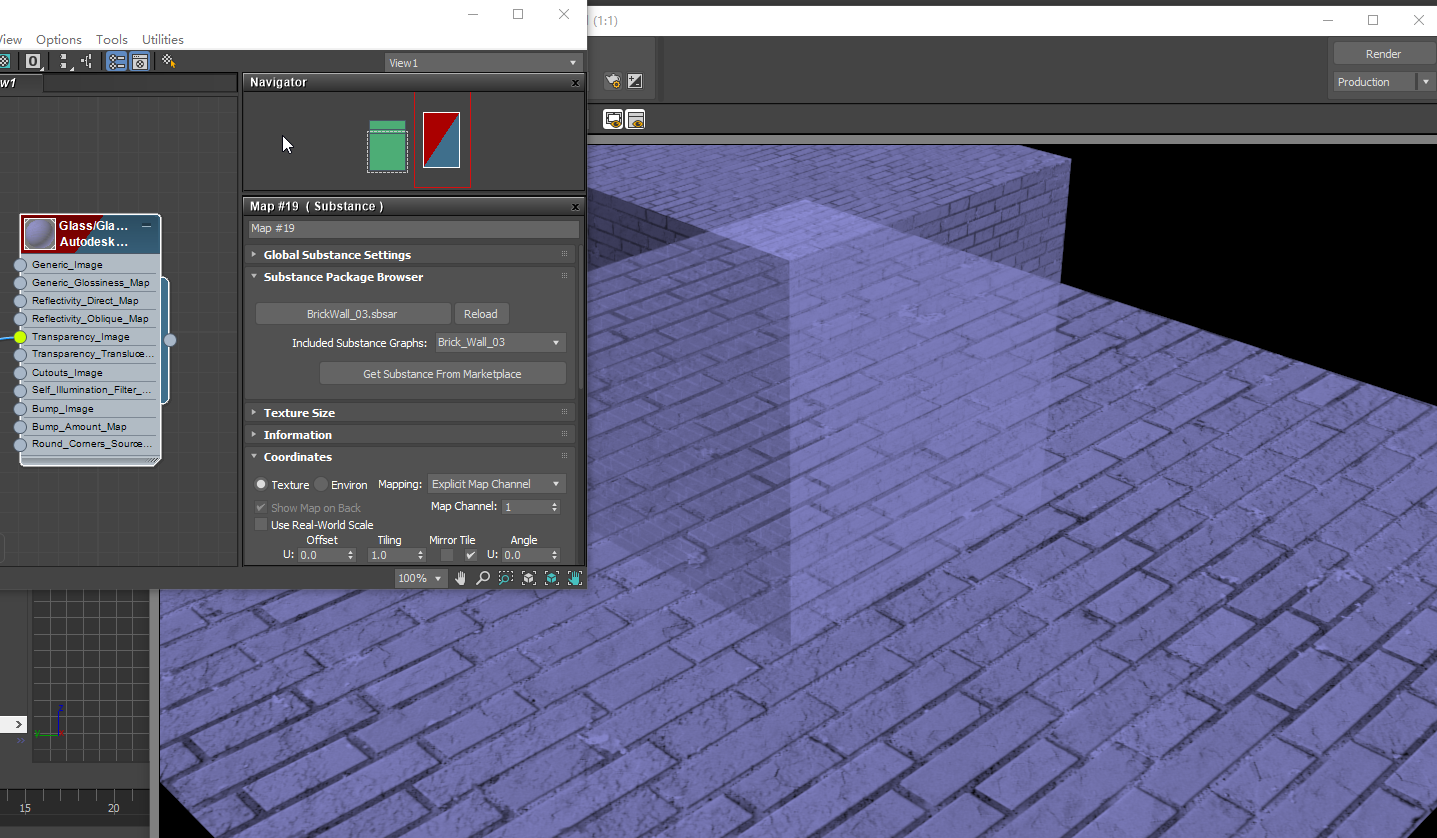 (1:1)
View Options Tools Utilities
0
View1
Render
Production
w1
Navigator
x
Glass/Gla...
Autodesk...
Generic_Image
Generic_Glossiness_Map
Reflectivity_Direct_Map
Reflectivity_Oblique_Map
Transparency_Image
Transparency_Transluce...
Cutouts_Image
Self_Illumination_Filter_...
Bump_Image
Bump_Amount_Map
Round_Corners_Source...
Map #19 ( Substance )
x
Map #19
Global Substance Settings
Substance Package Browser
BrickWall_03.sbsar Reload
Included Substance Graphs: Brick_Wall_03
Get Substance From Marketplace
Texture Size
Information
Coordinates
Texture Environ Mapping: Explicit Map Channel
Show Map on Back Map Channel: 1
Use Real-World Scale
Offset Tiling Mirror Tile Angle
U: 0.0 1.0 U: 0.0
100%
z
y
>>
15 20